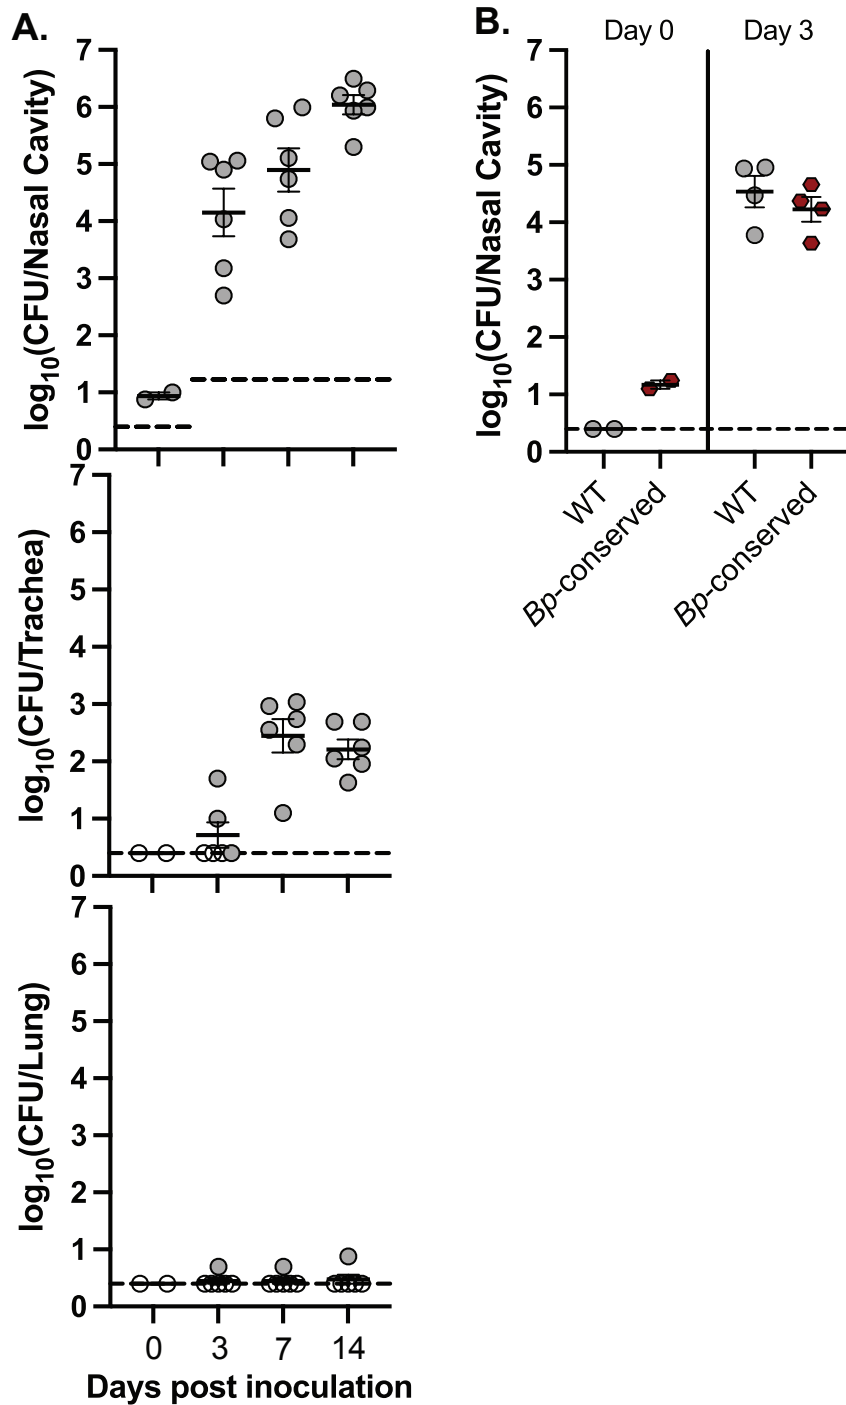 A.
log10(CFU/Nasal Cavity)
7
6
5
4
3
2
1
0
log10(CFU/Trachea)
7
6
5
4
3
2
1
0
log10(CFU/Lung)
7
6
5
4
3
2
1
0
0 3 7 14
Days post inoculation
B.
Day 0 Day 3
log10(CFU/Nasal Cavity)
7
6
5
4
3
2
1
0
WT
Bp-conserved
WT
Bp-conserved